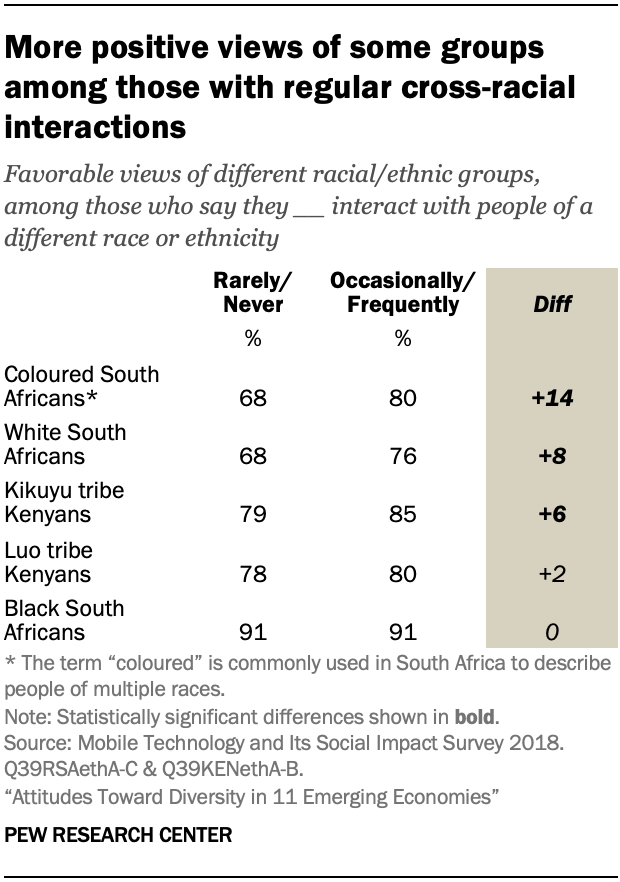 More positive views of some groups
among those with regular cross-racial
interactions
Favorable views of different racial/ethnic groups,
among those who say they __ interact with people of a
different race or ethnicity
Rarely/ Occasionally/
Never Frequently Diff
% %
Coloured South
Africans* 68 80 +14
White South
Africans 68 76 +8
Kikuyu tribe
Kenyans 79 85 +6
Luo tribe
Kenyans 78 80 +2
Black South
Africans 91 91 0
* The term “coloured” is commonly used in South Africa to describe
people of multiple races.
Note: Statistically significant differences shown in bold.
Source: Mobile Technology and Its Social Impact Survey 2018.
Q39RSAethA-C & Q39KENethA-B.
“Attitudes Toward Diversity in 11 Emerging Economies”
PEW RESEARCH CENTER